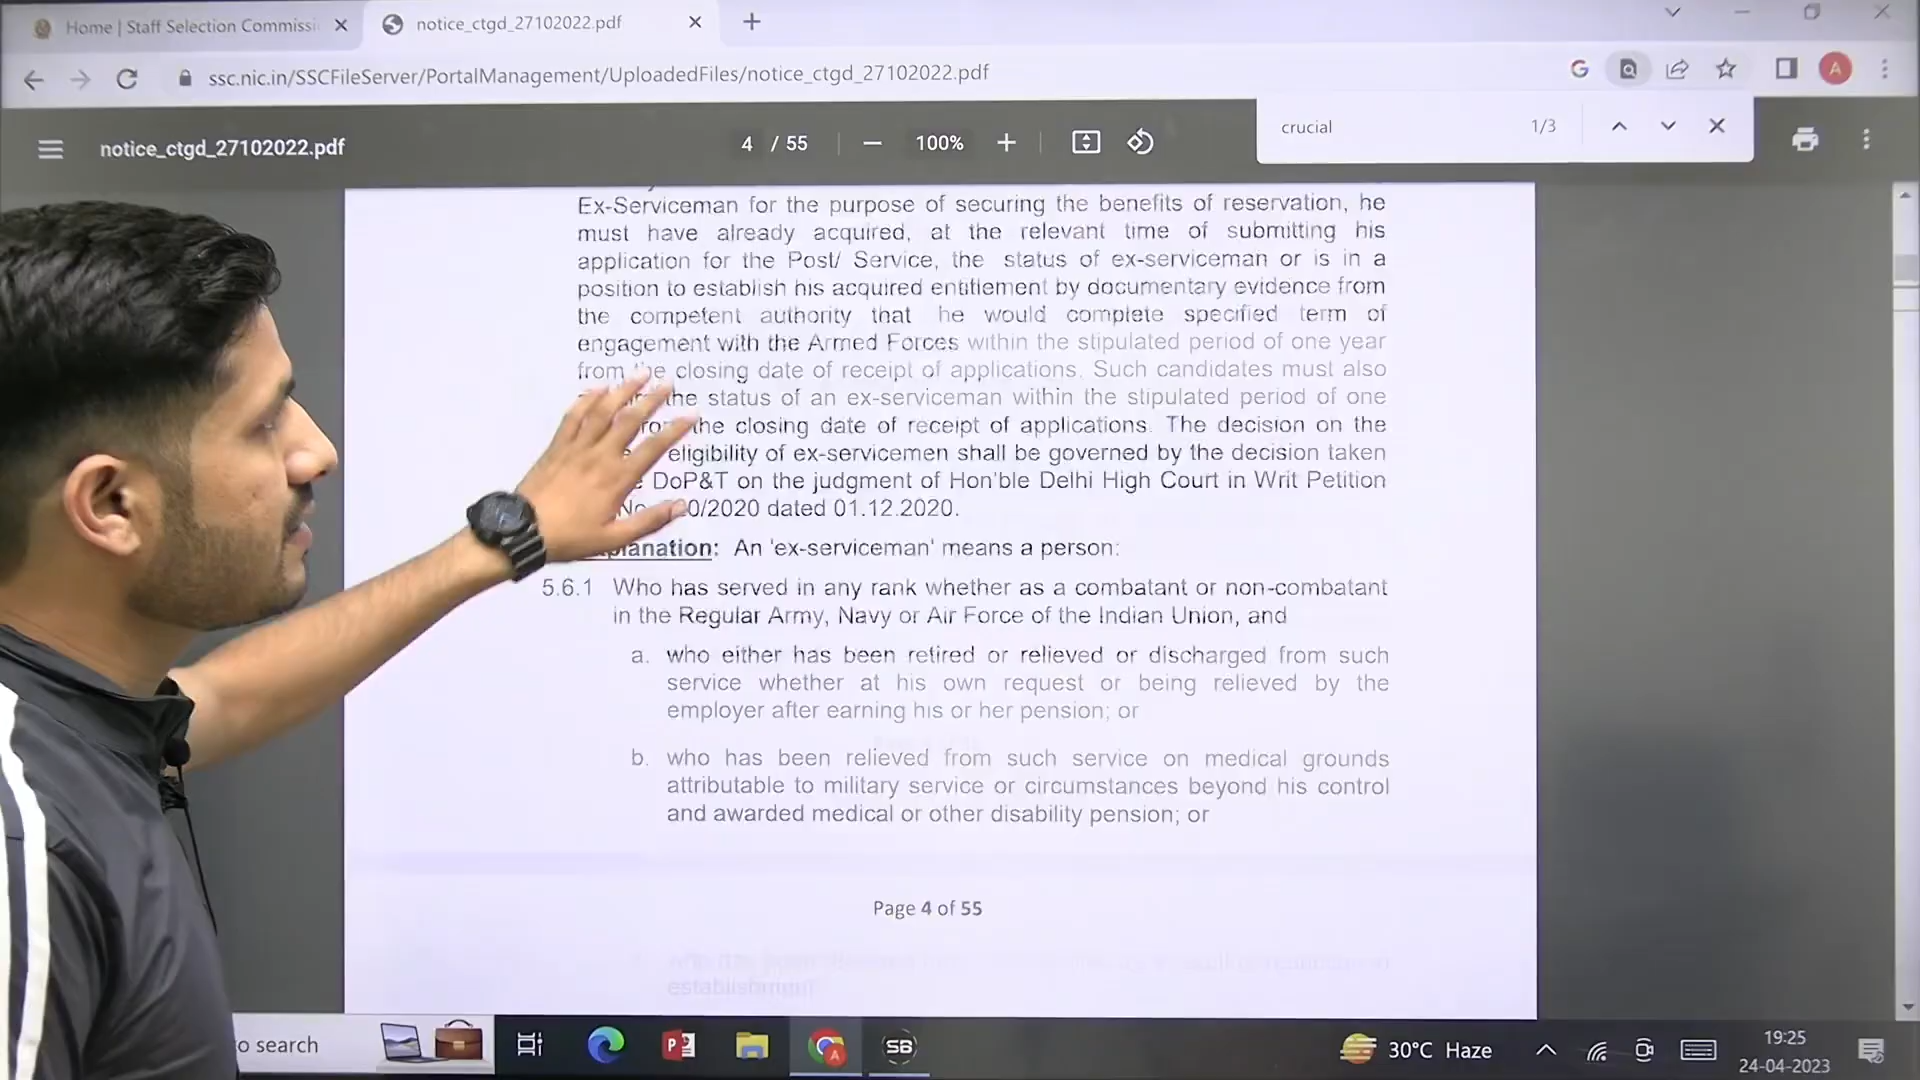 Home | Staff Selection Commissi
notice_ctgd_27102022.pdf
ssc.nic.in/SSCFileServer/PortalManagement/UploadedFiles/notice_ctgd_27102022.pdf
G
A
crucial
1/3
notice_ctgd_27102022.pdf
4 / 55
100%
Ex-Serviceman for the purpose of securing the benefits of reservation, he
must have already acquired, at the relevant time of submitting his
application for the Post/ Service, the status of ex-serviceman or is in a
position to establish his acquired entitlement by documentary evidence from
the competent authority that he would complete specified term of
engagement with the Armed Forces within the stipulated period of one year
from the closing date of receipt of applications. Such candidates must also
the status of an ex-serviceman within the stipulated period of one
the closing date of receipt of applications. The decision on the
eligibility of ex-servicemen shall be governed by the decision taken
DoP&T on the judgment of Hon'ble Delhi High Court in Writ Petition
No 20/2020 dated 01.12.2020.
planation: An 'ex-serviceman' means a person:
5.6.1 Who has served in any rank whether as a combatant or non-combatant
in the Regular Army, Navy or Air Force of the Indian Union, and
a. who either has been retired or relieved or discharged from such
service whether at his own request or being relieved by the
employer after earning his or her pension; or
b. who has been relieved from such service on medical grounds
attributable to military service or circumstances beyond his control
and awarded medical or other disability pension; or
Page 4 of 55
establishment
o search
P
A
SB
30°C Haze
19:25
24-04-2023